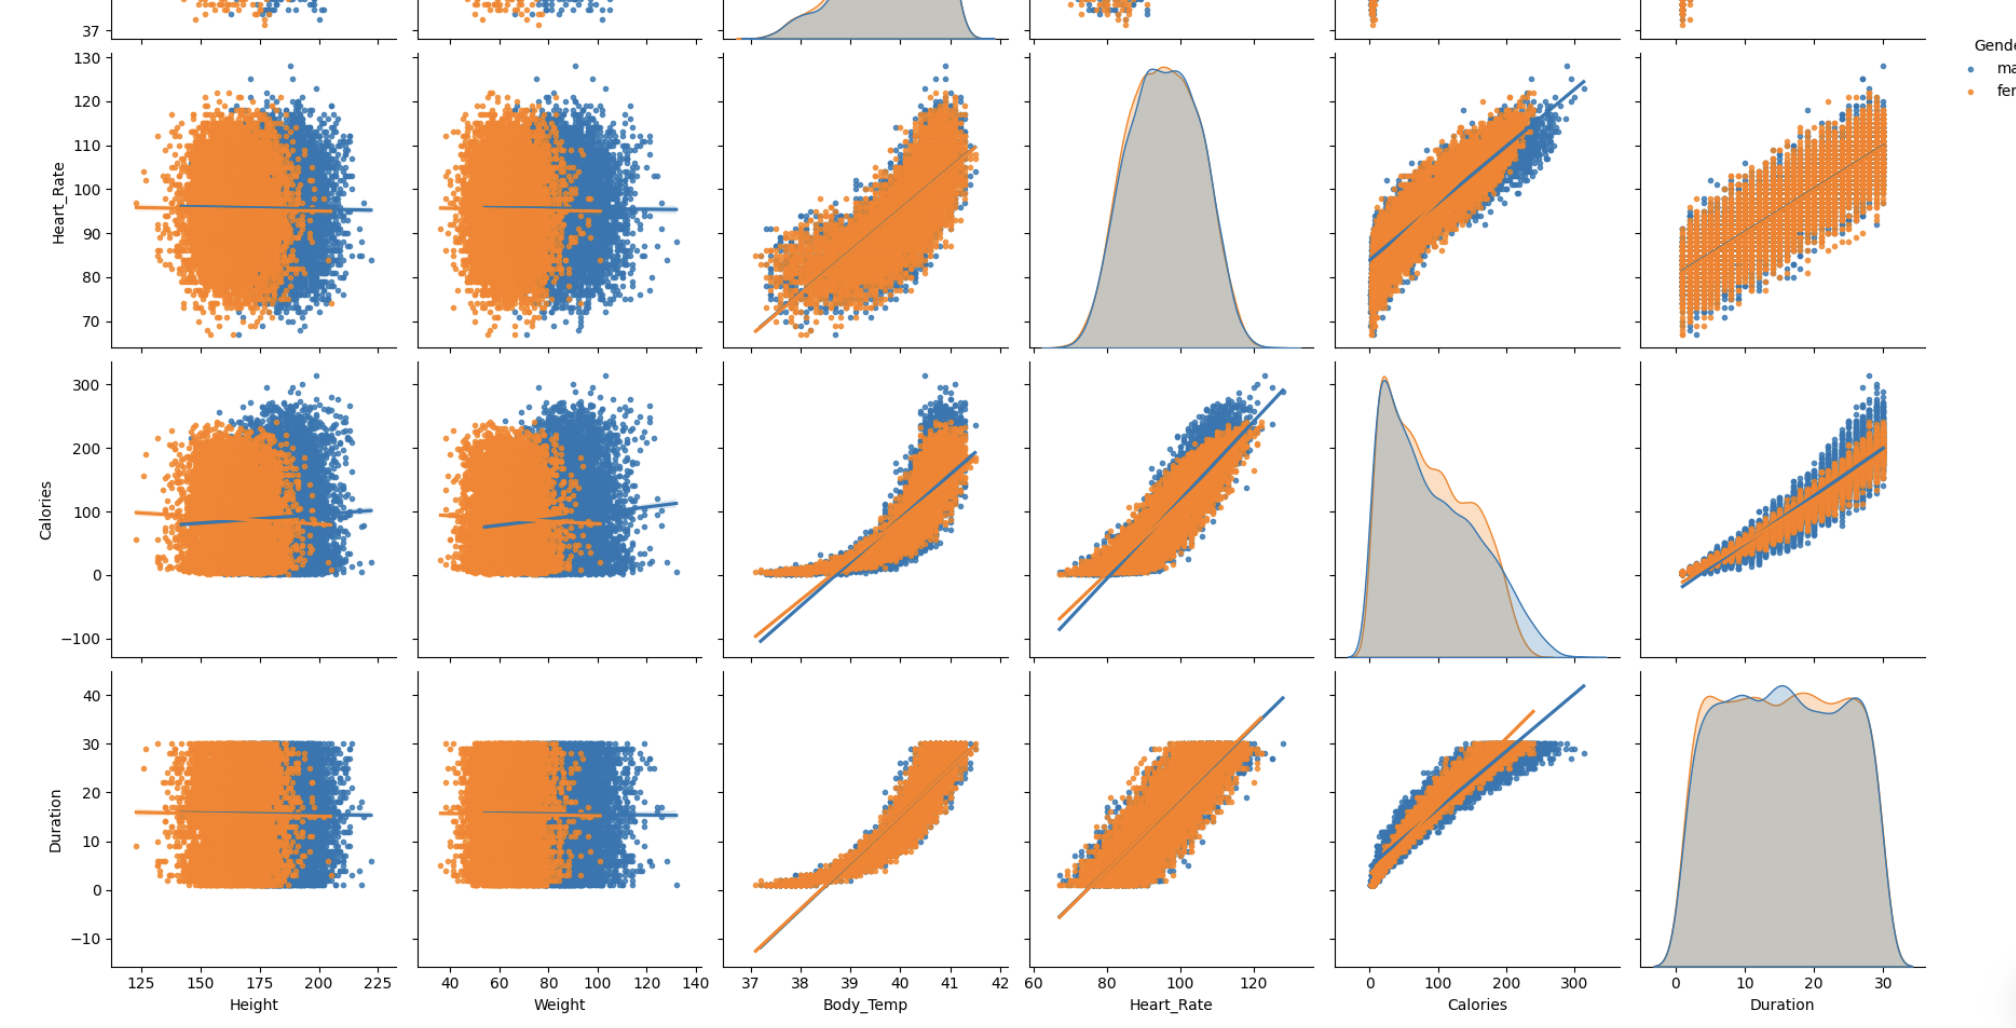 37
Gende
ma
fer
130
120
110
100
90
80
70
Heart_Rate
300
200
100
0
−100
Calories
40
30
20
10
0
−10
Duration
125 150 175 200 225
40 60 80 100 120 140
37 38 39 40 41 42
60 80 100 120
0 100 200 300
0 10 20 30
Height Weight Body_Temp Heart_Rate Calories Duration